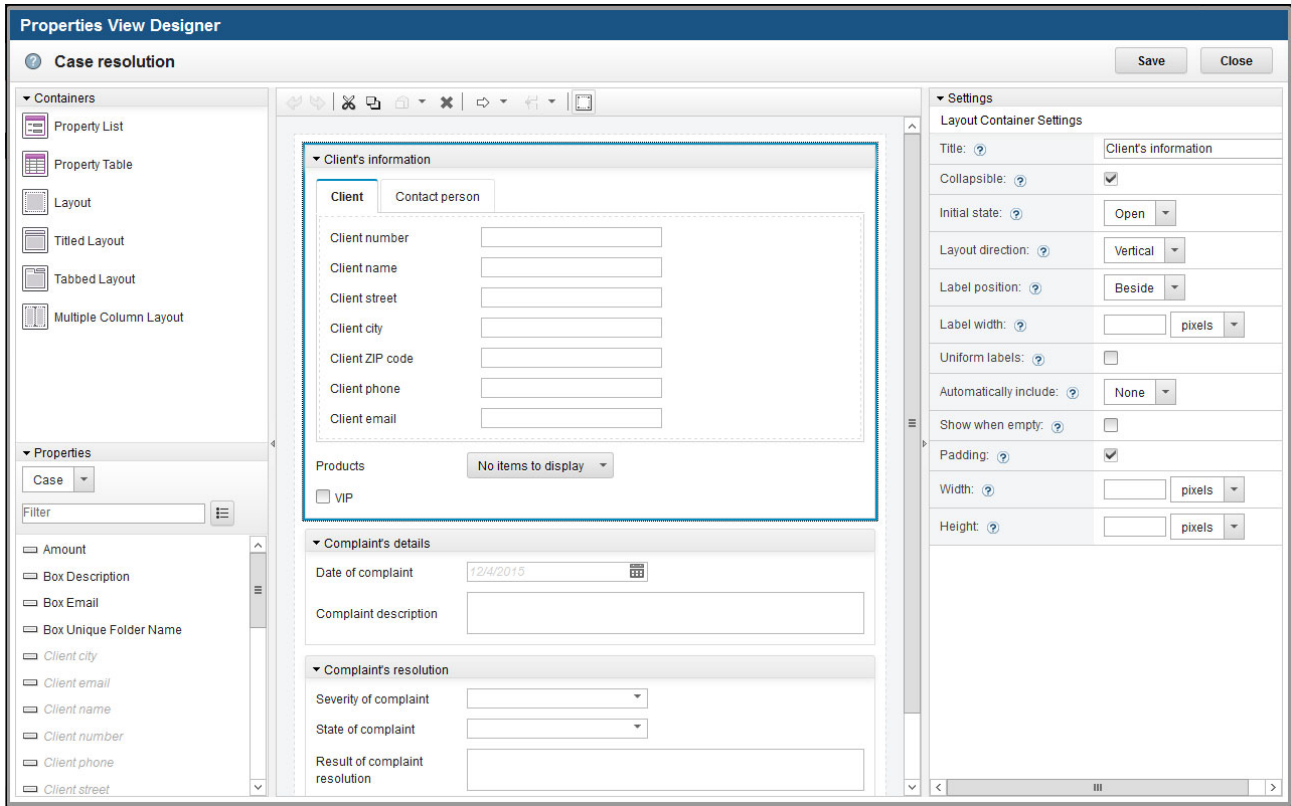 Properties View Designer
Case resolution
Save
Close
Containers
Property List
Property Table
Layout
Titled Layout
Tabbed Layout
Multiple Column Layout
Properties
Case
Filter
Amount
Box Description
Box Email
Box Unique Folder Name
Client city
Client email
Client name
Client number
Client phone
Client street
Client's information
Client
Contact person
Client number
Client name
Client street
Client city
Client ZIP code
Client phone
Client email
Products
No items to display
VIP
Complaint's details
Date of complaint
12/4/2015
Complaint description
Complaint's resolution
Severity of complaint
State of complaint
Result of complaint
resolution
Settings
Layout Container Settings
Title:
Client's information
Collapsible:
Initial state:
Open
Layout direction:
Vertical
Label position:
Beside
Label width:
pixels
Uniform labels:
Automatically include:
None
Show when empty:
Padding:
Width:
pixels
Height:
pixels